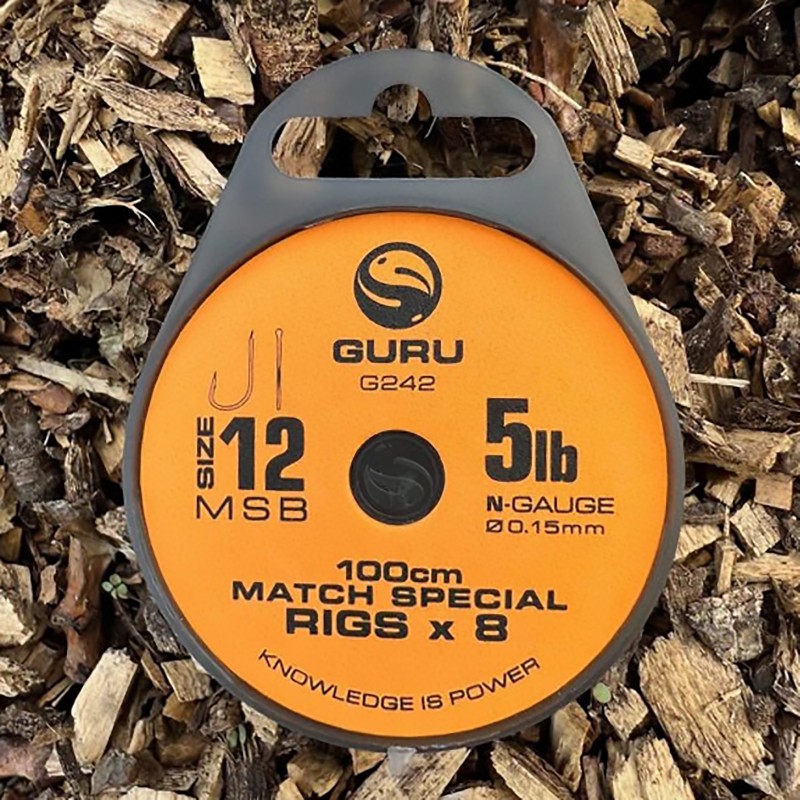 GURU
G242
SIZE 12
MSB
5lb
N-GAUGE
Ø0.15mm
100cm
MATCH SPECIAL
RIGS x 8
KNOWLEDGE IS POWER